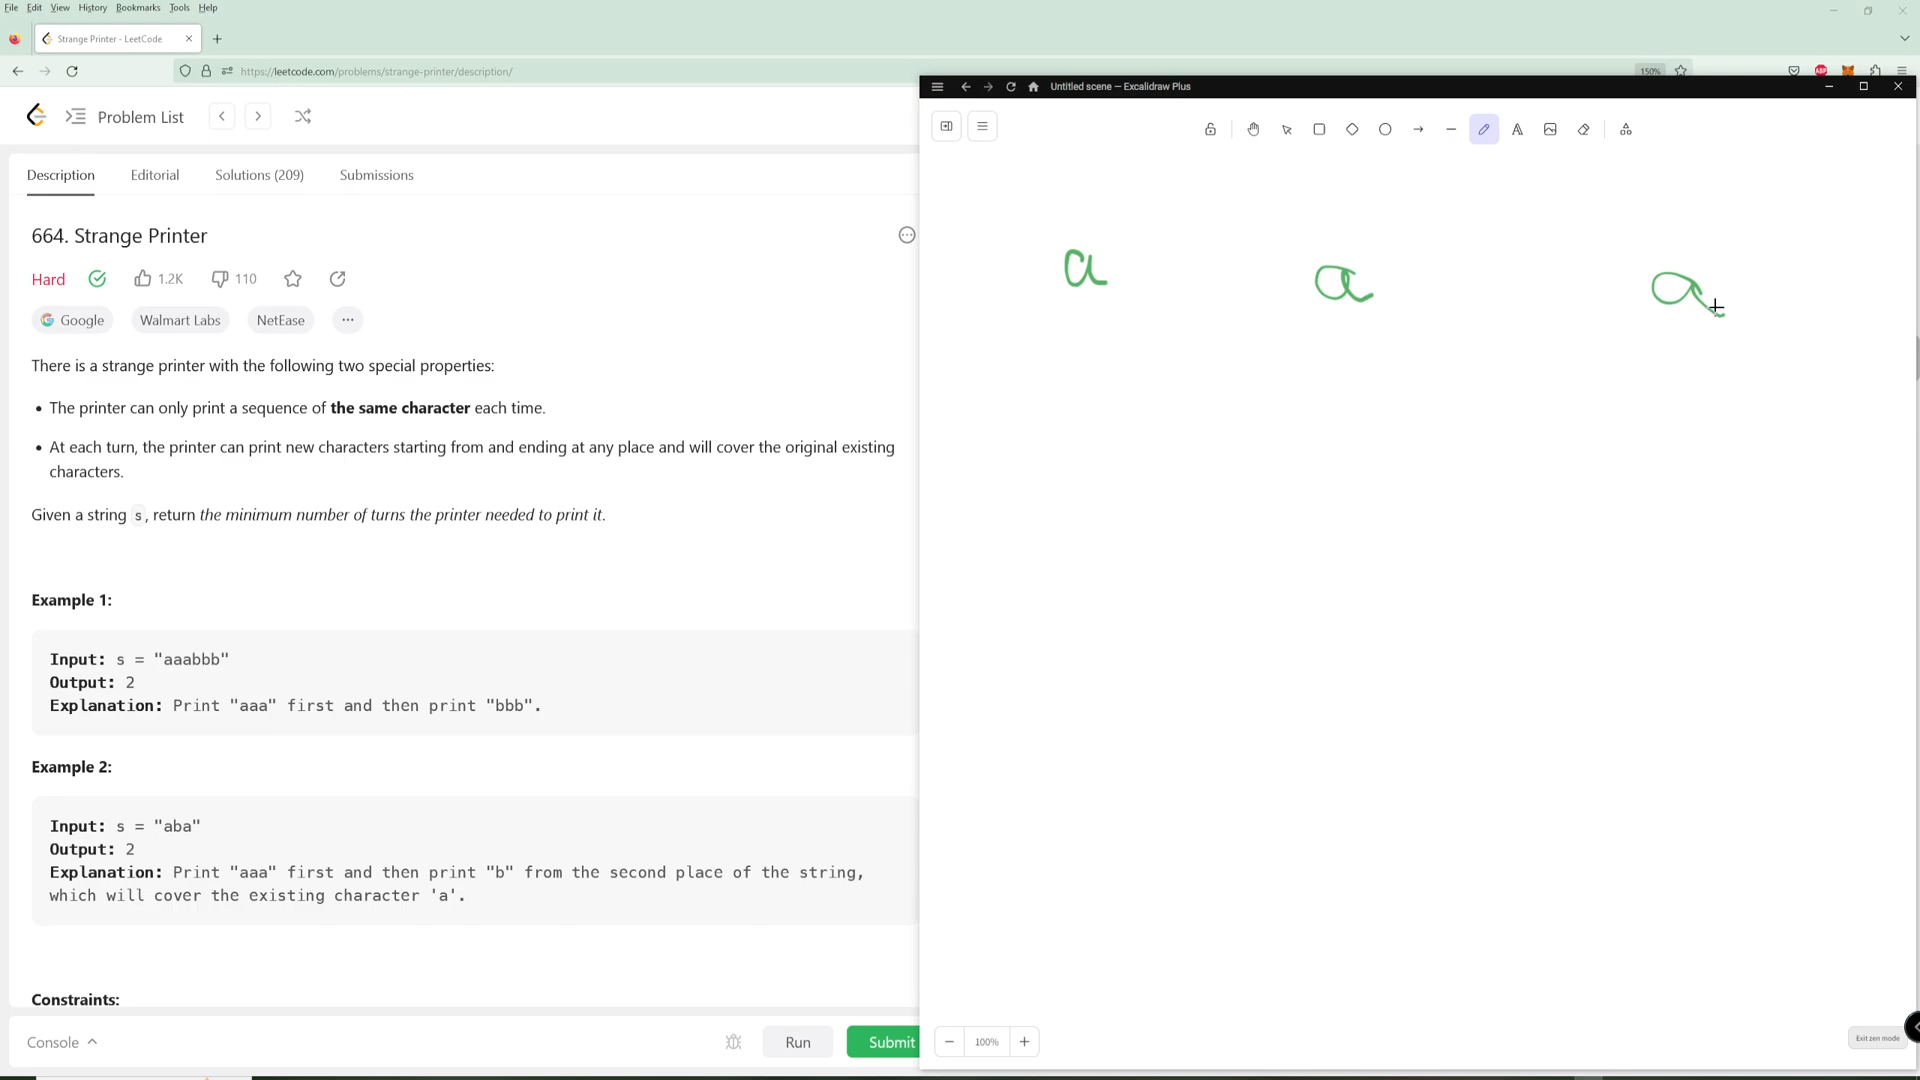 File Edit View History Bookmarks Tools Help
Strange Printer - LeetCode
https://leetcode.com/problems/strange-printer/description/
150%
ABP
Untitled scene — Excalidraw Plus
Problem List
Description Editorial Solutions (209) Submissions
664. Strange Printer
Hard 1.2K 110
Google Walmart Labs NetEase ...
There is a strange printer with the following two special properties:
• The printer can only print a sequence of the same character each time.
• At each turn, the printer can print new characters starting from and ending at any place and will cover the original existing
characters.
Given a string s, return the minimum number of turns the printer needed to print it.
Example 1:
Input: s = "aaabbb"
Output: 2
Explanation: Print "aaa" first and then print "bbb".
Example 2:
Input: s = "aba"
Output: 2
Explanation: Print "aaa" first and then print "b" from the second place of the string,
which will cover the existing character 'a'.
Constraints:
Console Run Submit
a a a
100%
Exit zen mode